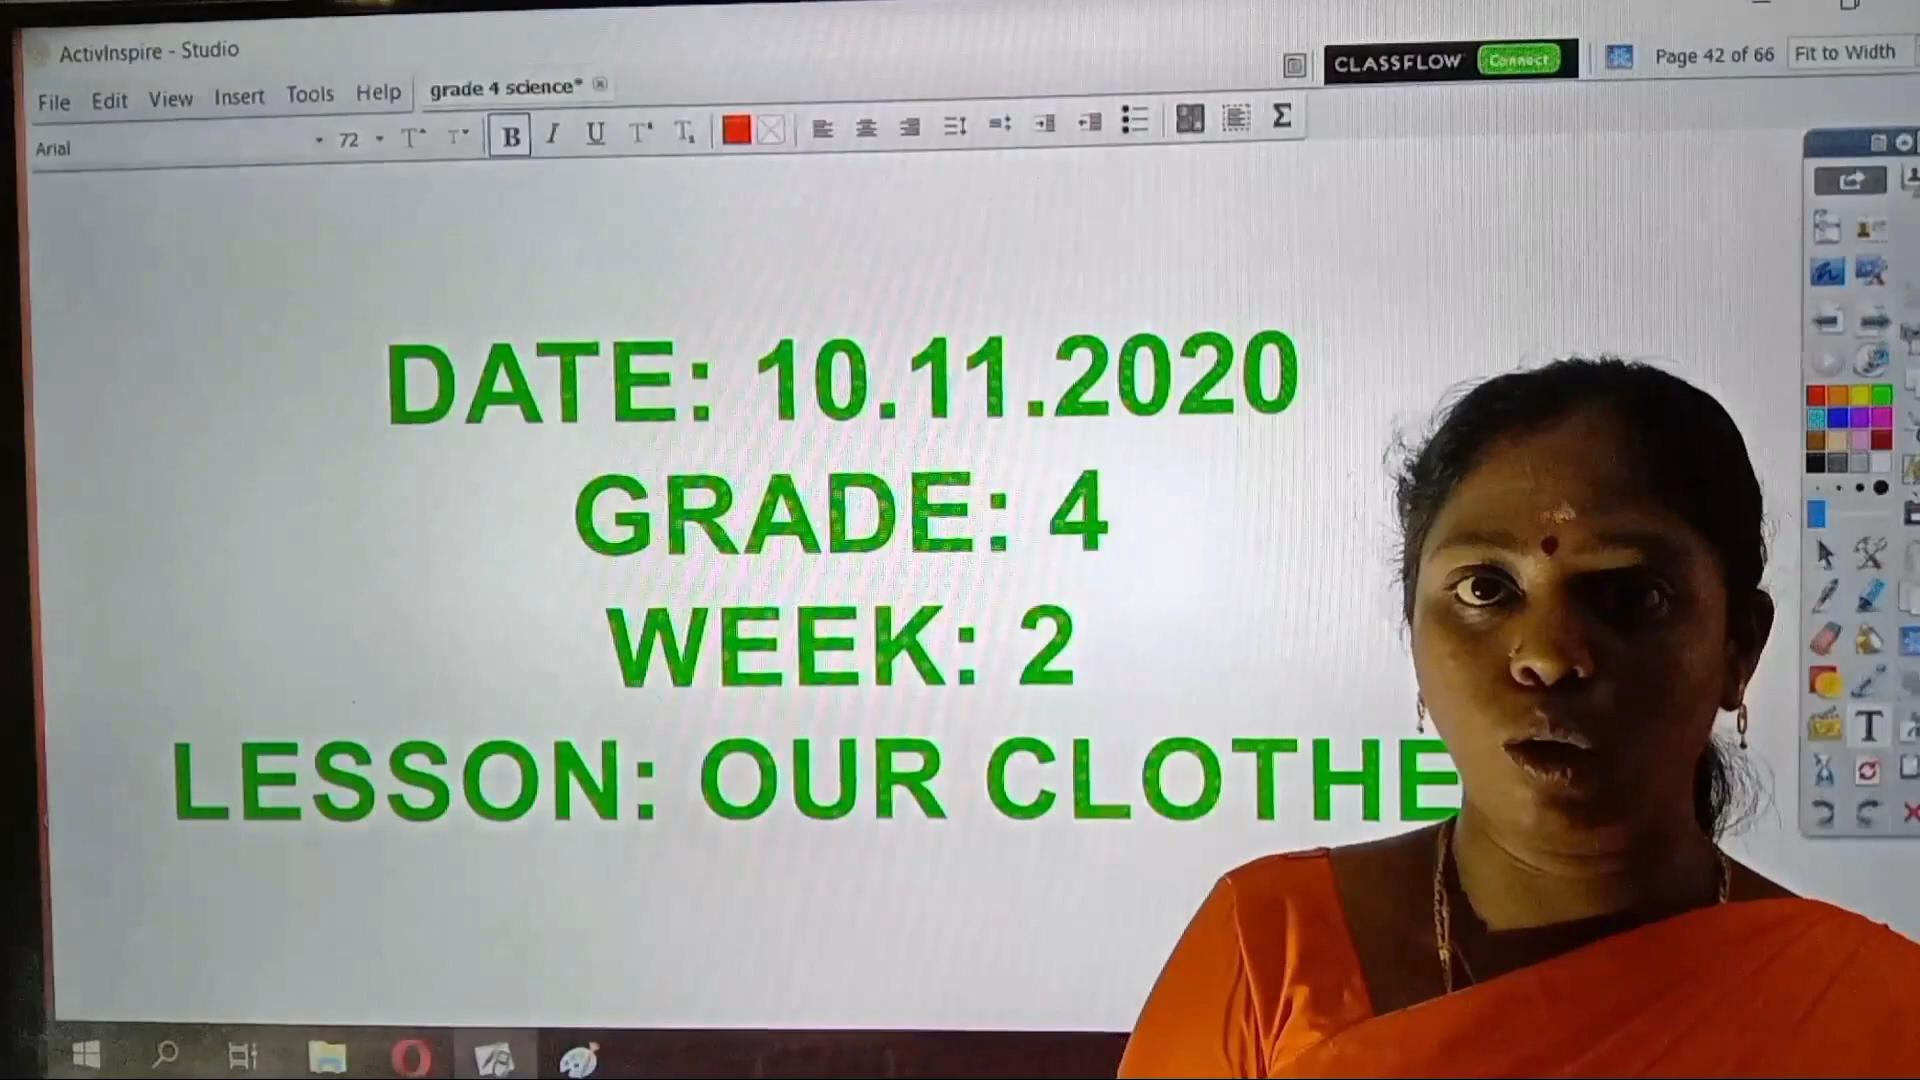 ActivInspire - Studio
CLASSFLOW Connect
Page 42 of 66 Fit to Width
File Edit View Insert Tools Help grade 4 science*
Arial 72 B I U Σ
DATE: 10.11.2020
GRADE: 4
WEEK: 2
LESSON: OUR CLOTHE
T